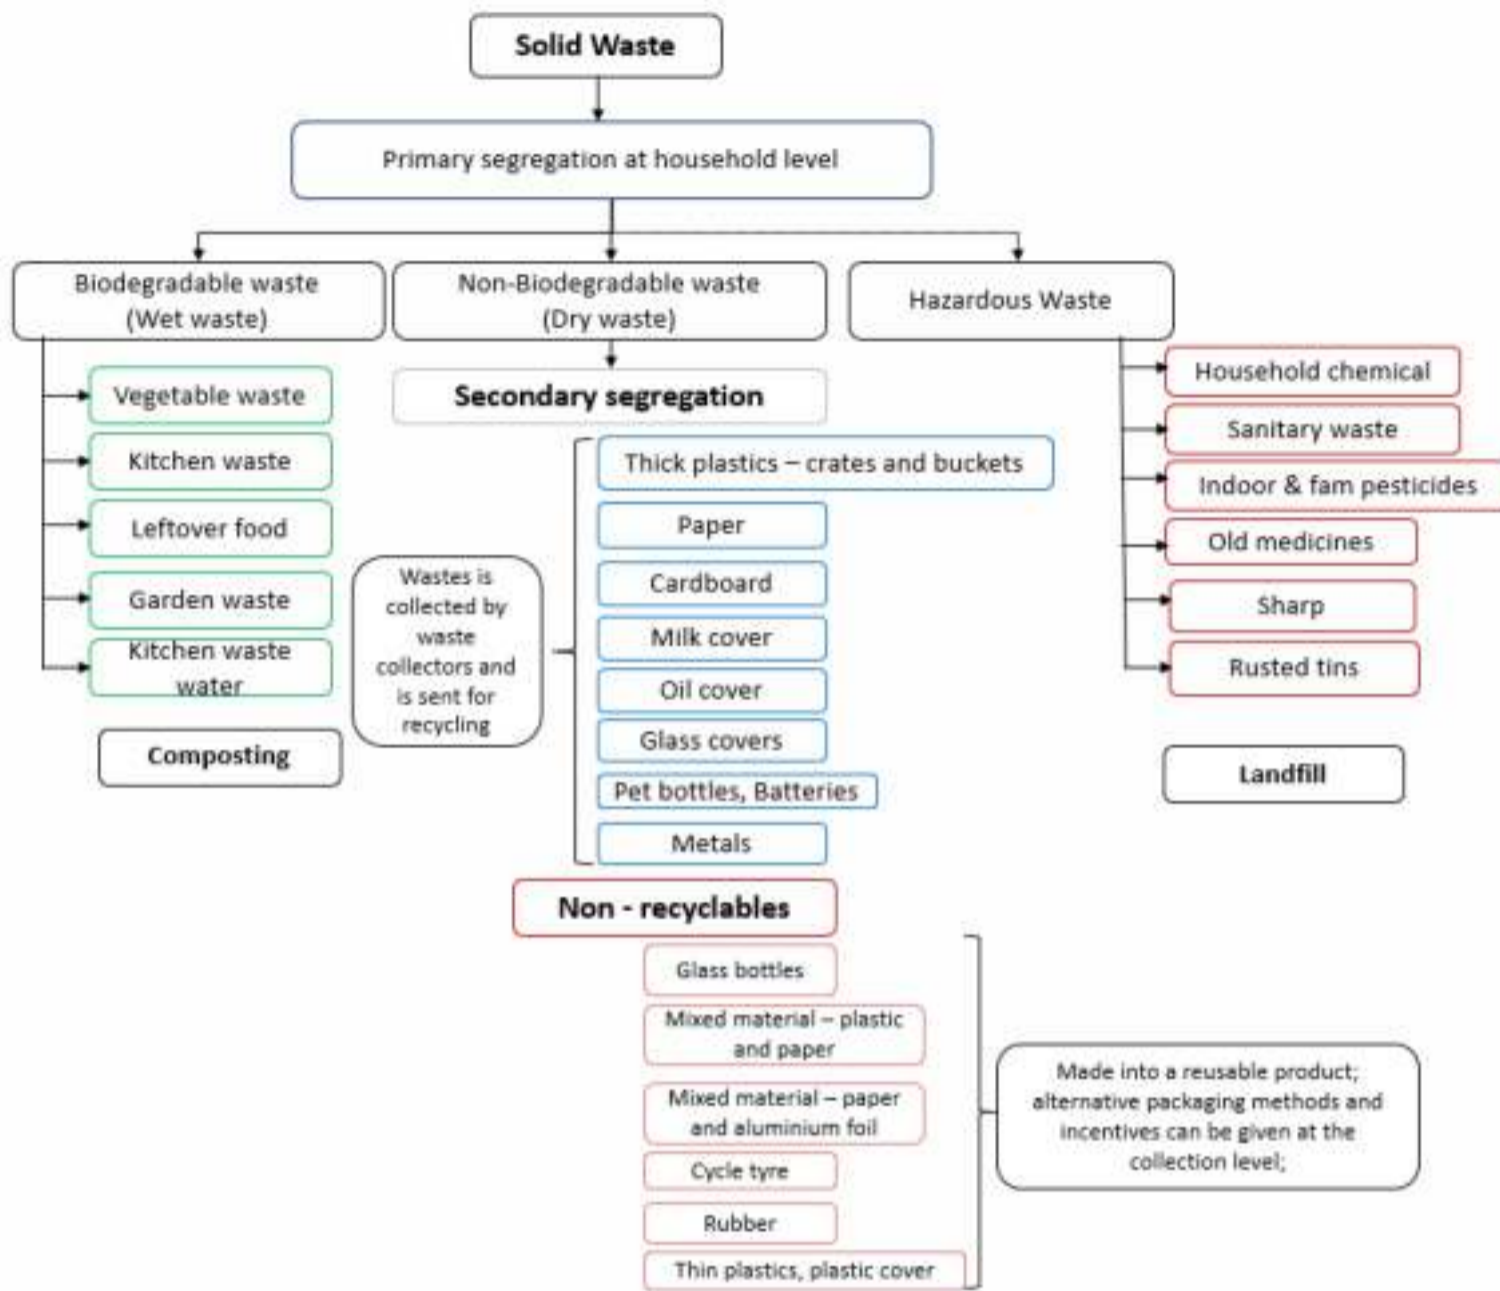 Solid Waste
Primary segregation at household level
Biodegradable waste
(Wet waste)
Non-Biodegradable waste
(Dry waste)
Hazardous Waste
Vegetable waste
Kitchen waste
Leftover food
Garden waste
Kitchen waste
water
Composting
Secondary segregation
Wastes is
collected by
waste
collectors and
is sent for
recycling
Thick plastics – crates and buckets
Paper
Cardboard
Milk cover
Oil cover
Glass covers
Pet bottles, Batteries
Metals
Household chemical
Sanitary waste
Indoor & fam pesticides
Old medicines
Sharp
Rusted tins
Landfill
Non - recyclables
Glass bottles
Mixed material – plastic
and paper
Mixed material – paper
and aluminium foil
Cycle tyre
Rubber
Thin plastics, plastic cover
Made into a reusable product;
alternative packaging methods and
incentives can be given at the
collection level;